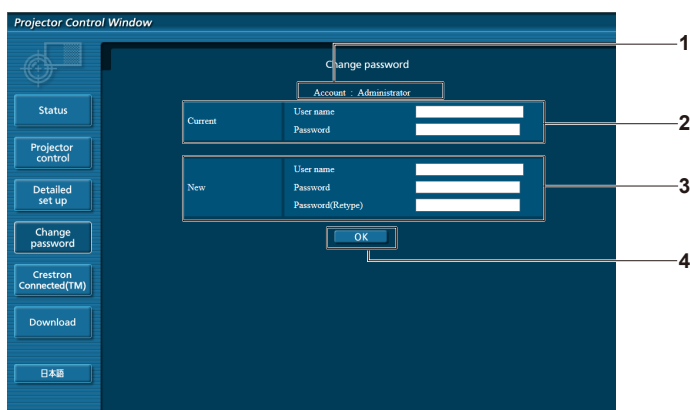 Projector Control Window
1
Change password
Account : Administrator
Status
Current
User name
Password
2
Projector
control
New
User name
Password
Password(Retype)
3
Detailed
set up
Change
password
OK
4
Crestron
Connected(TM)
Download
日本語